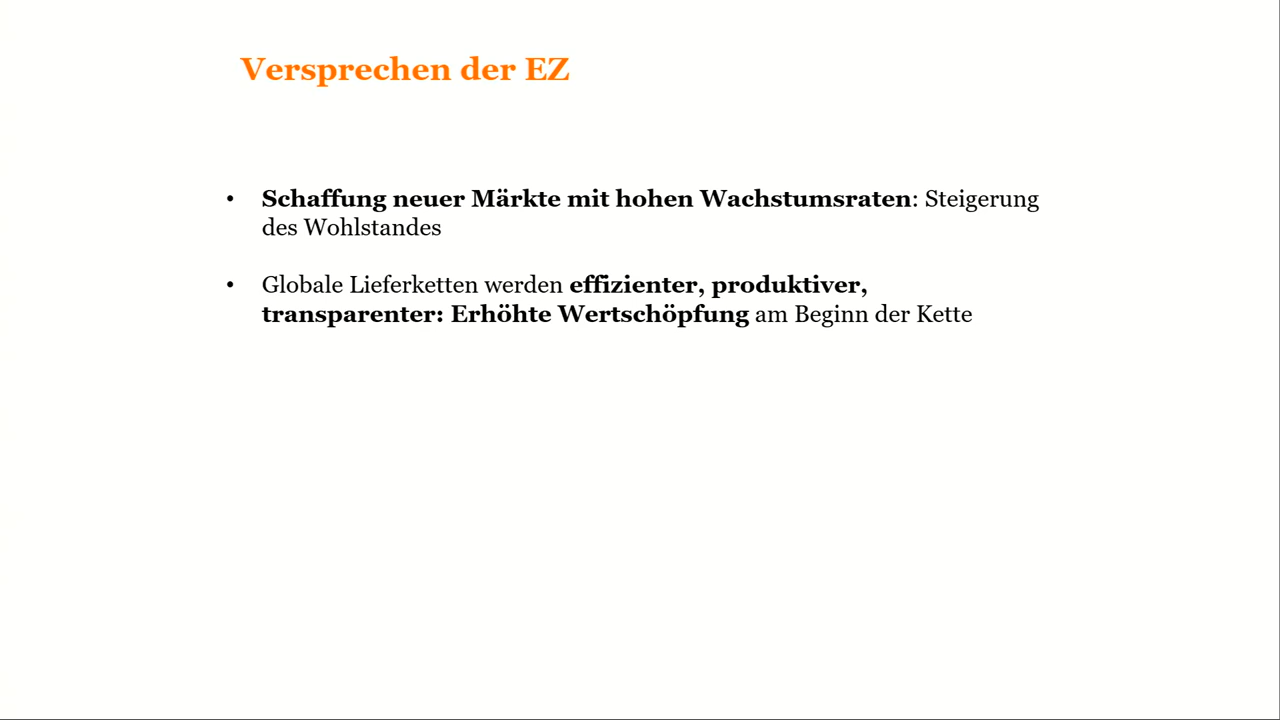 Versprechen der EZ
• Schaffung neuer Märkte mit hohen Wachstumsraten: Steigerung
des Wohlstandes
• Globale Lieferketten werden effizienter, produktiver,
transparenter: Erhöhte Wertschöpfung am Beginn der Kette